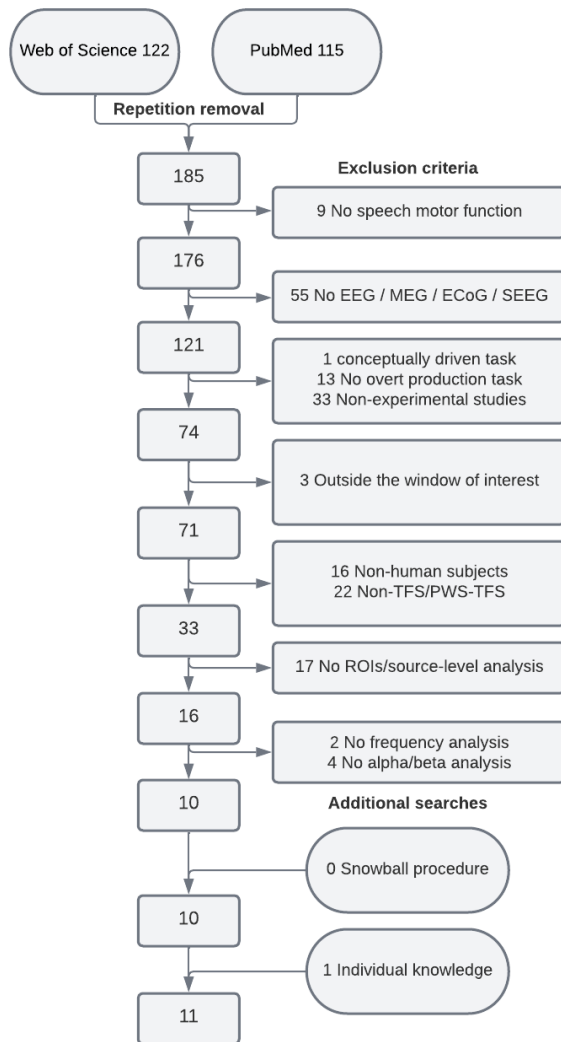 Web of Science 122
PubMed 115
Repetition removal
185
Exclusion criteria
9 No speech motor function
176
55 No EEG / MEG / ECoG / SEEG
121
1 conceptually driven task
13 No overt production task
33 Non-experimental studies
74
3 Outside the window of interest
71
16 Non-human subjects
22 Non-TFS/PWS-TFS
33
17 No ROIs/source-level analysis
16
2 No frequency analysis
4 No alpha/beta analysis
10
Additional searches
0 Snowball procedure
10
1 Individual knowledge
11